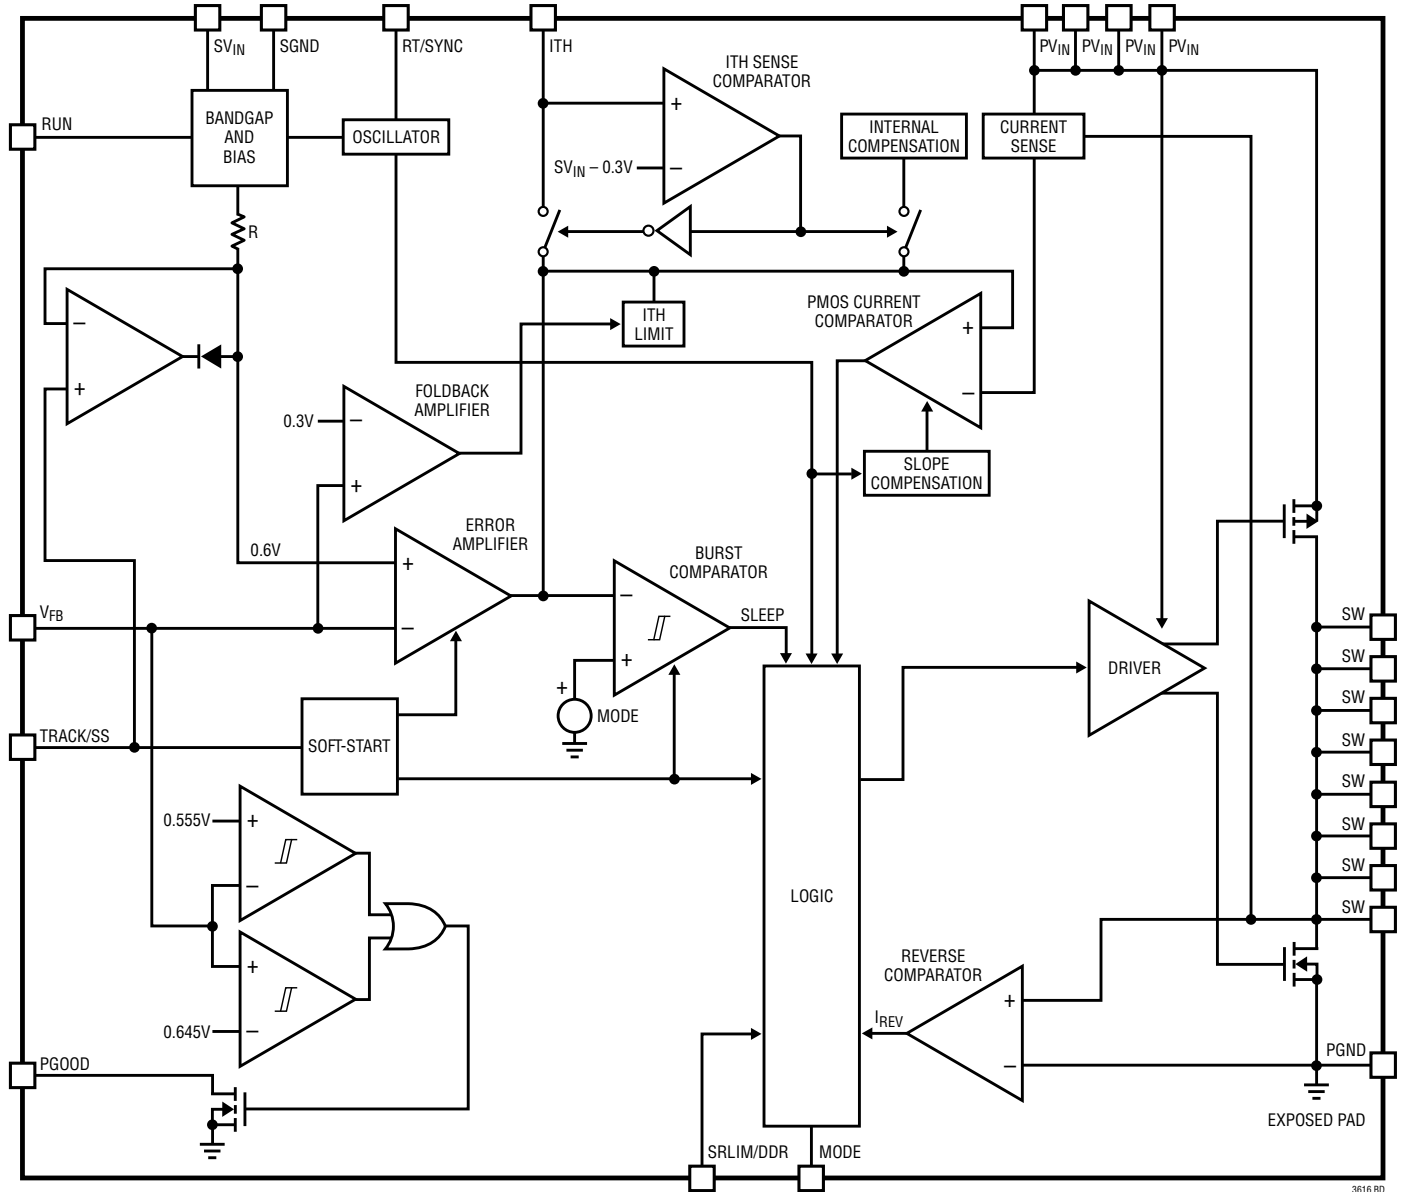 SVIN
SGND
RT/SYNC
ITH
PVIN
PVIN
PVIN
PVIN
ITH SENSE
COMPARATOR
RUN
BANDGAP
AND
BIAS
OSCILLATOR
+
SVIN – 0.3V
–
INTERNAL
COMPENSATION
CURRENT
SENSE
R
ITH
LIMIT
PMOS CURRENT
COMPARATOR
+
–
–
+
FOLDBACK
AMPLIFIER
0.3V
–
+
SLOPE
COMPENSATION
ERROR
AMPLIFIER
0.6V
+
–
BURST
COMPARATOR
–
+
SLEEP
VFB
+
MODE
DRIVER
SW
SW
SW
SW
SW
SW
SW
SW
TRACK/SS
SOFT-START
0.555V
+
–
+
0.645V
–
LOGIC
REVERSE
COMPARATOR
IREV
+
–
PGOOD
PGND
EXPOSED PAD
SRLIM/DDR
MODE
3616 BD